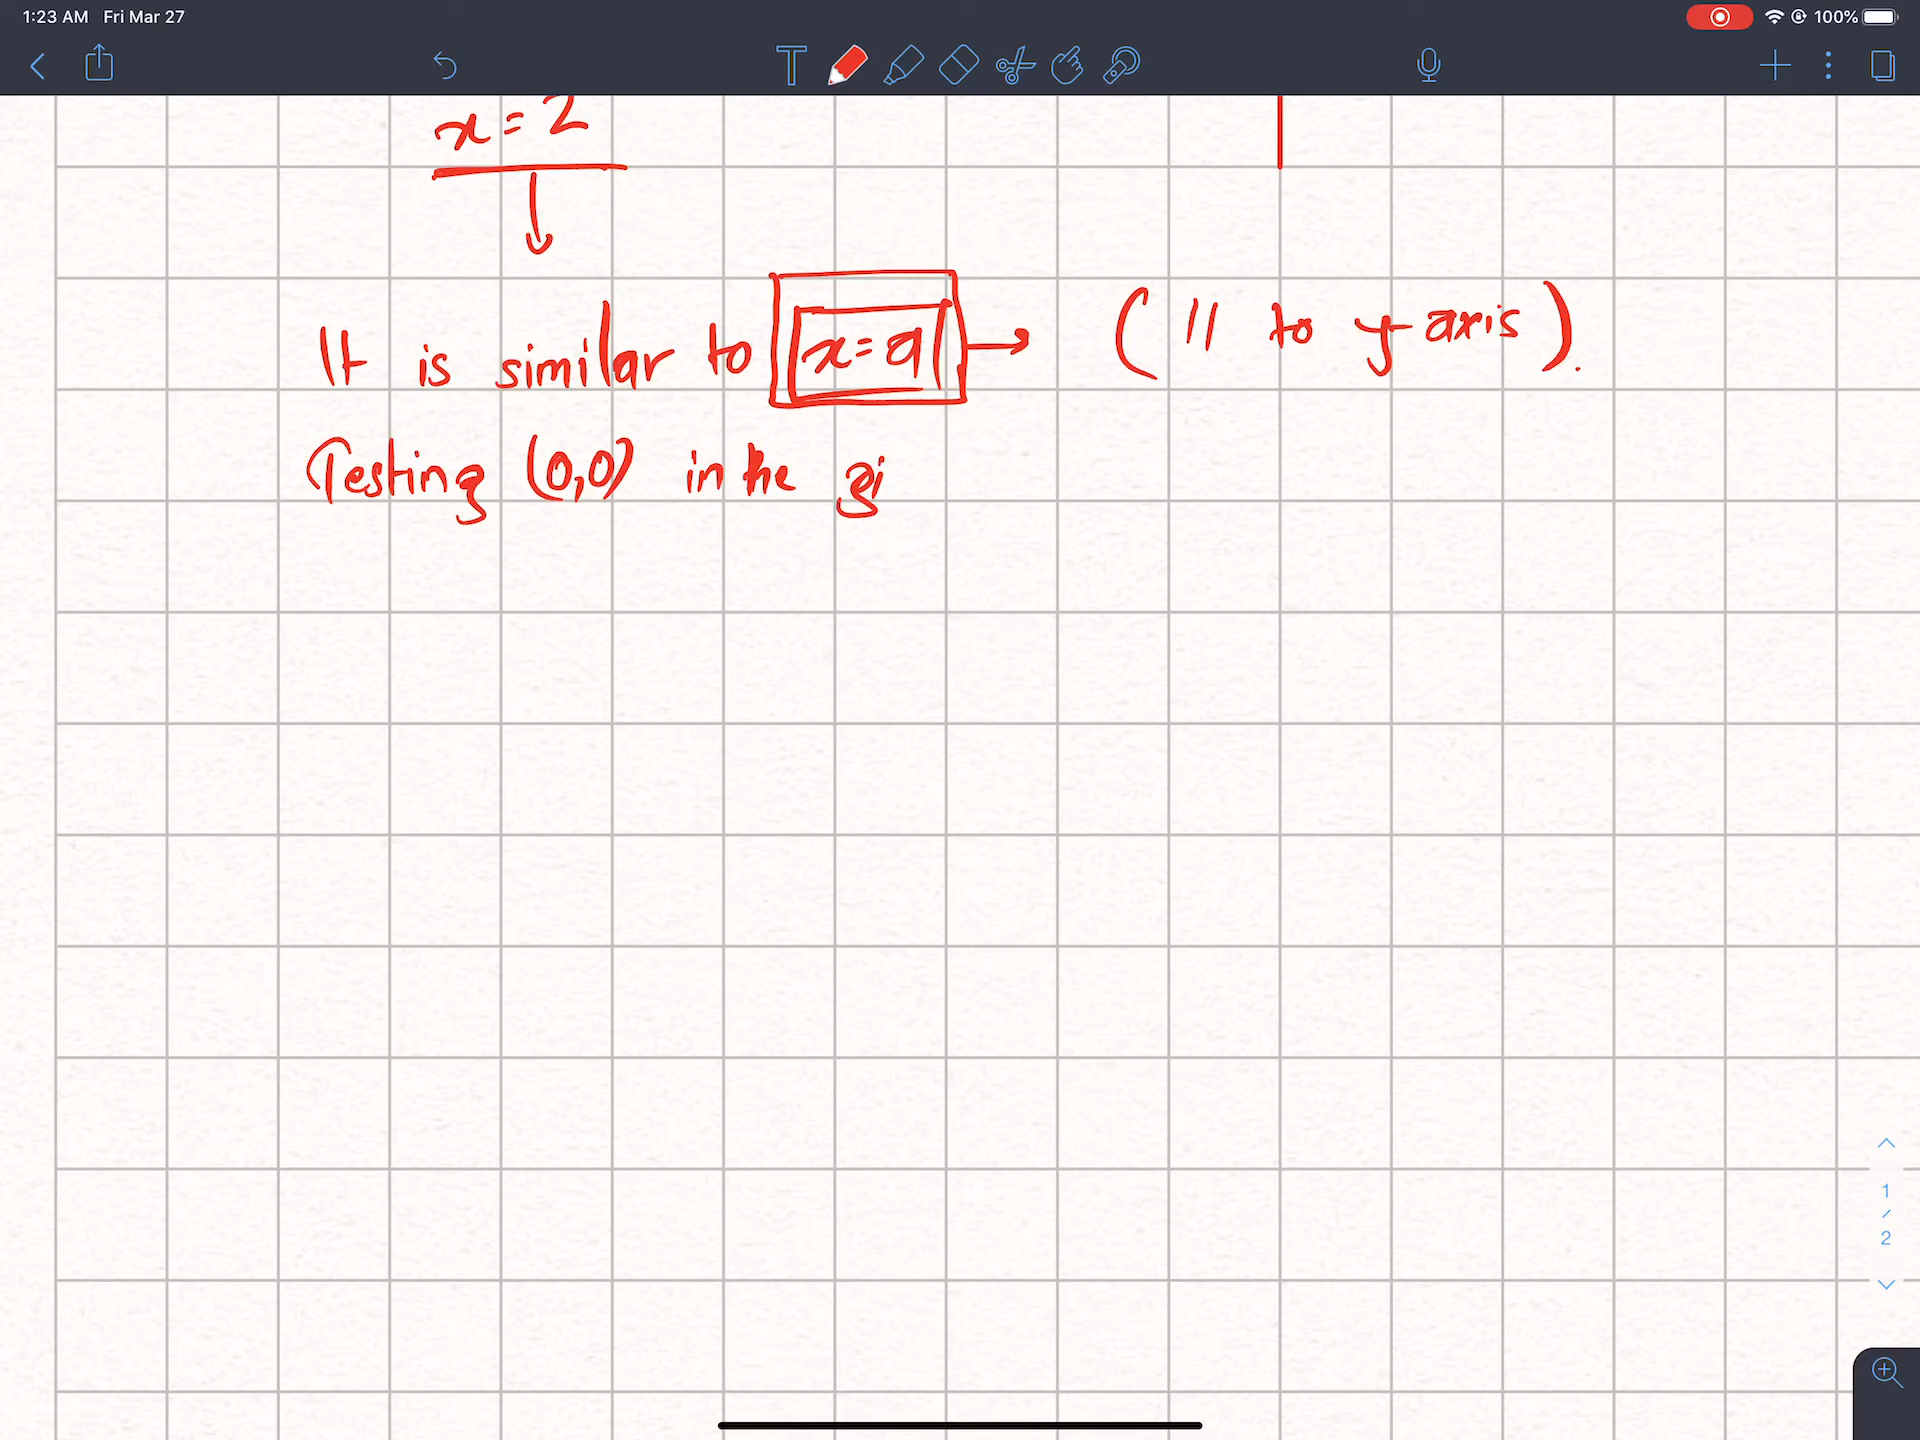 1:23 AM Fri Mar 27
100%
x = 2
It is similar to x = a → ( || to y-axis ).
Testing (0,0) in the gi
1
/
2